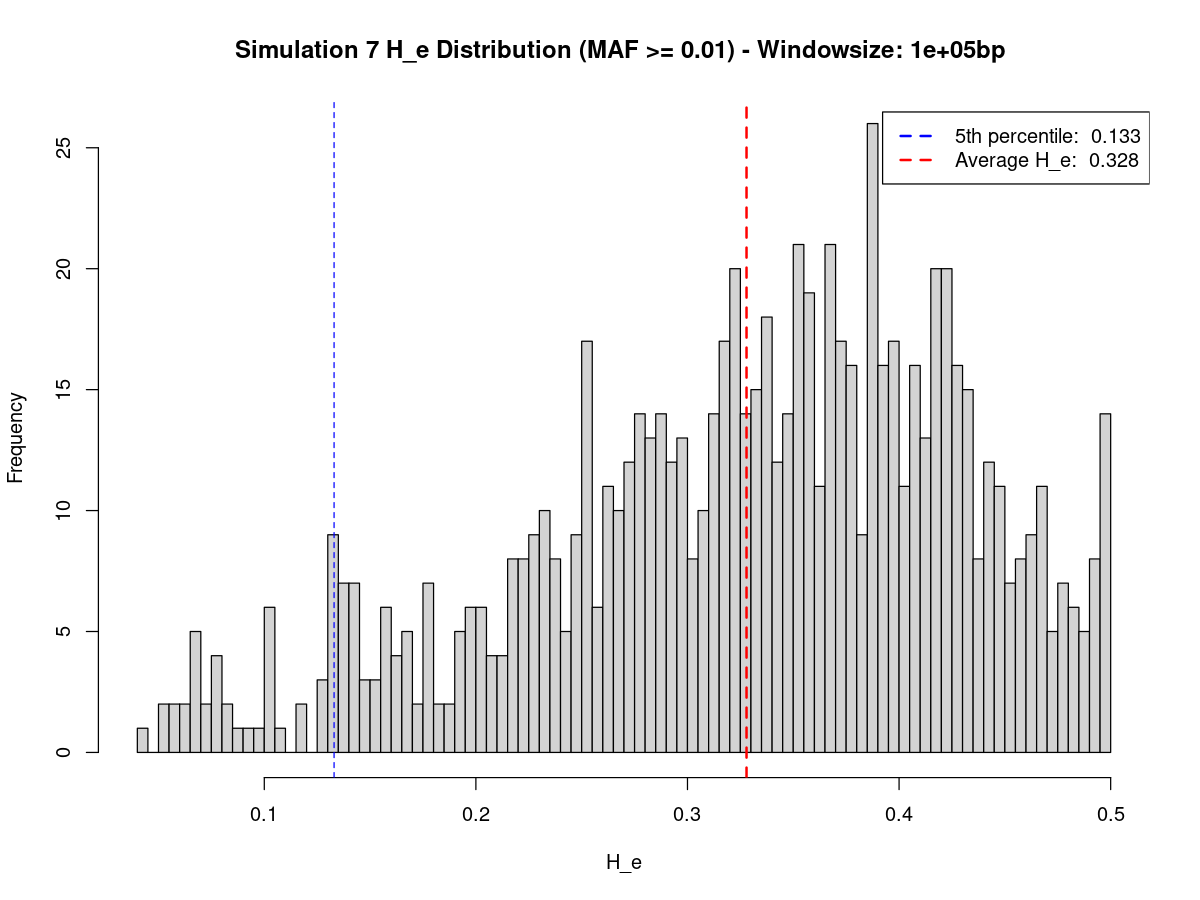 Simulation 7 H_e Distribution (MAF >= 0.01) - Windowsize: 1e+05bp
5th percentile: 0.133
Average H_e: 0.328
Frequency
25
20
15
10
5
0
0.1 0.2 0.3 0.4 0.5
H_e